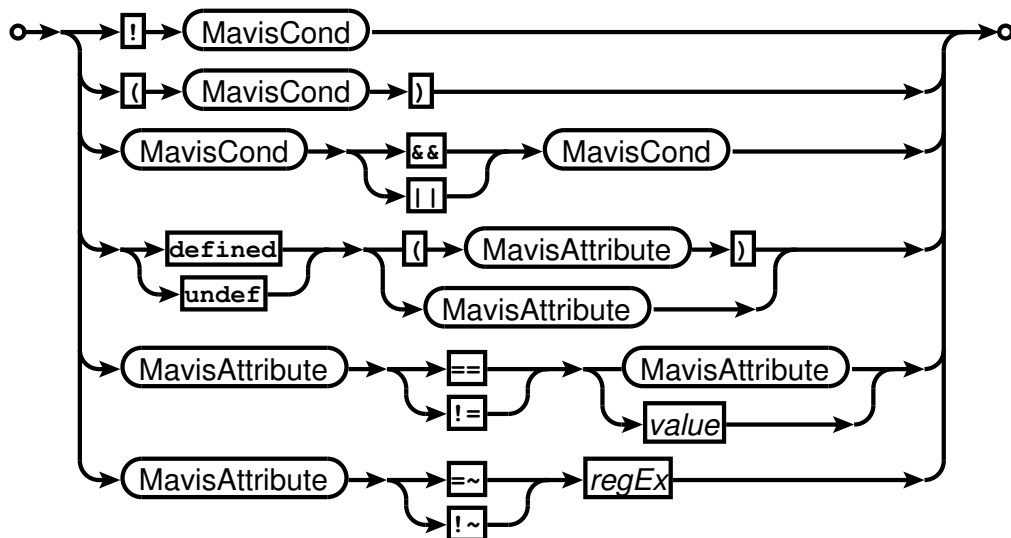 ! MavisCond
( MavisCond )
MavisCond && MavisCond
||
defined ( MavisAttribute )
undef MavisAttribute
MavisAttribute == MavisAttribute
!= value
MavisAttribute =~ regEx
!~